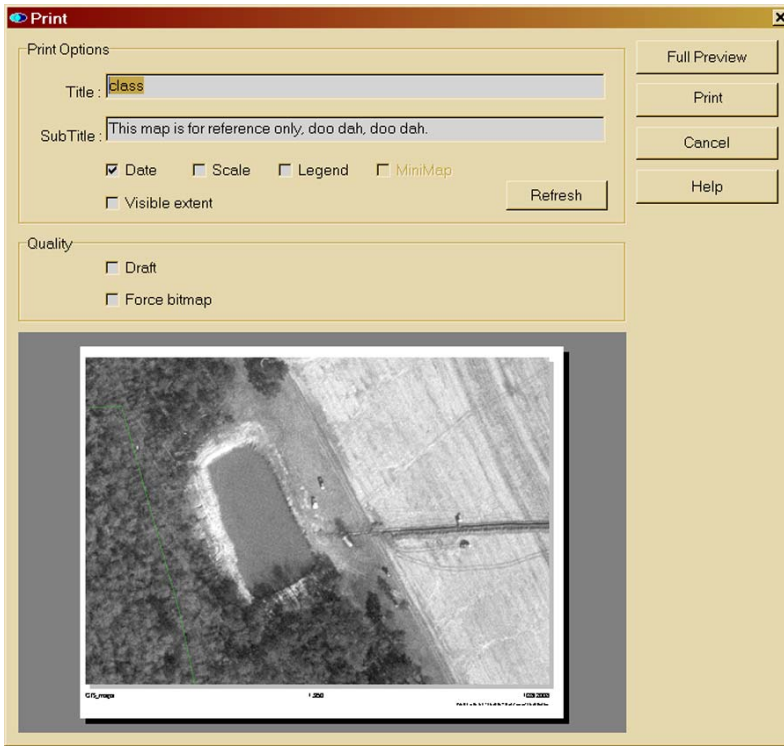 Print
Print Options
Title : class
SubTitle : This map is for reference only, doo dah, doo dah.
Date Scale Legend MiniMap
Visible extent Refresh
Quality
Draft
Force bitmap
Full Preview
Print
Cancel
Help
GIS_maps